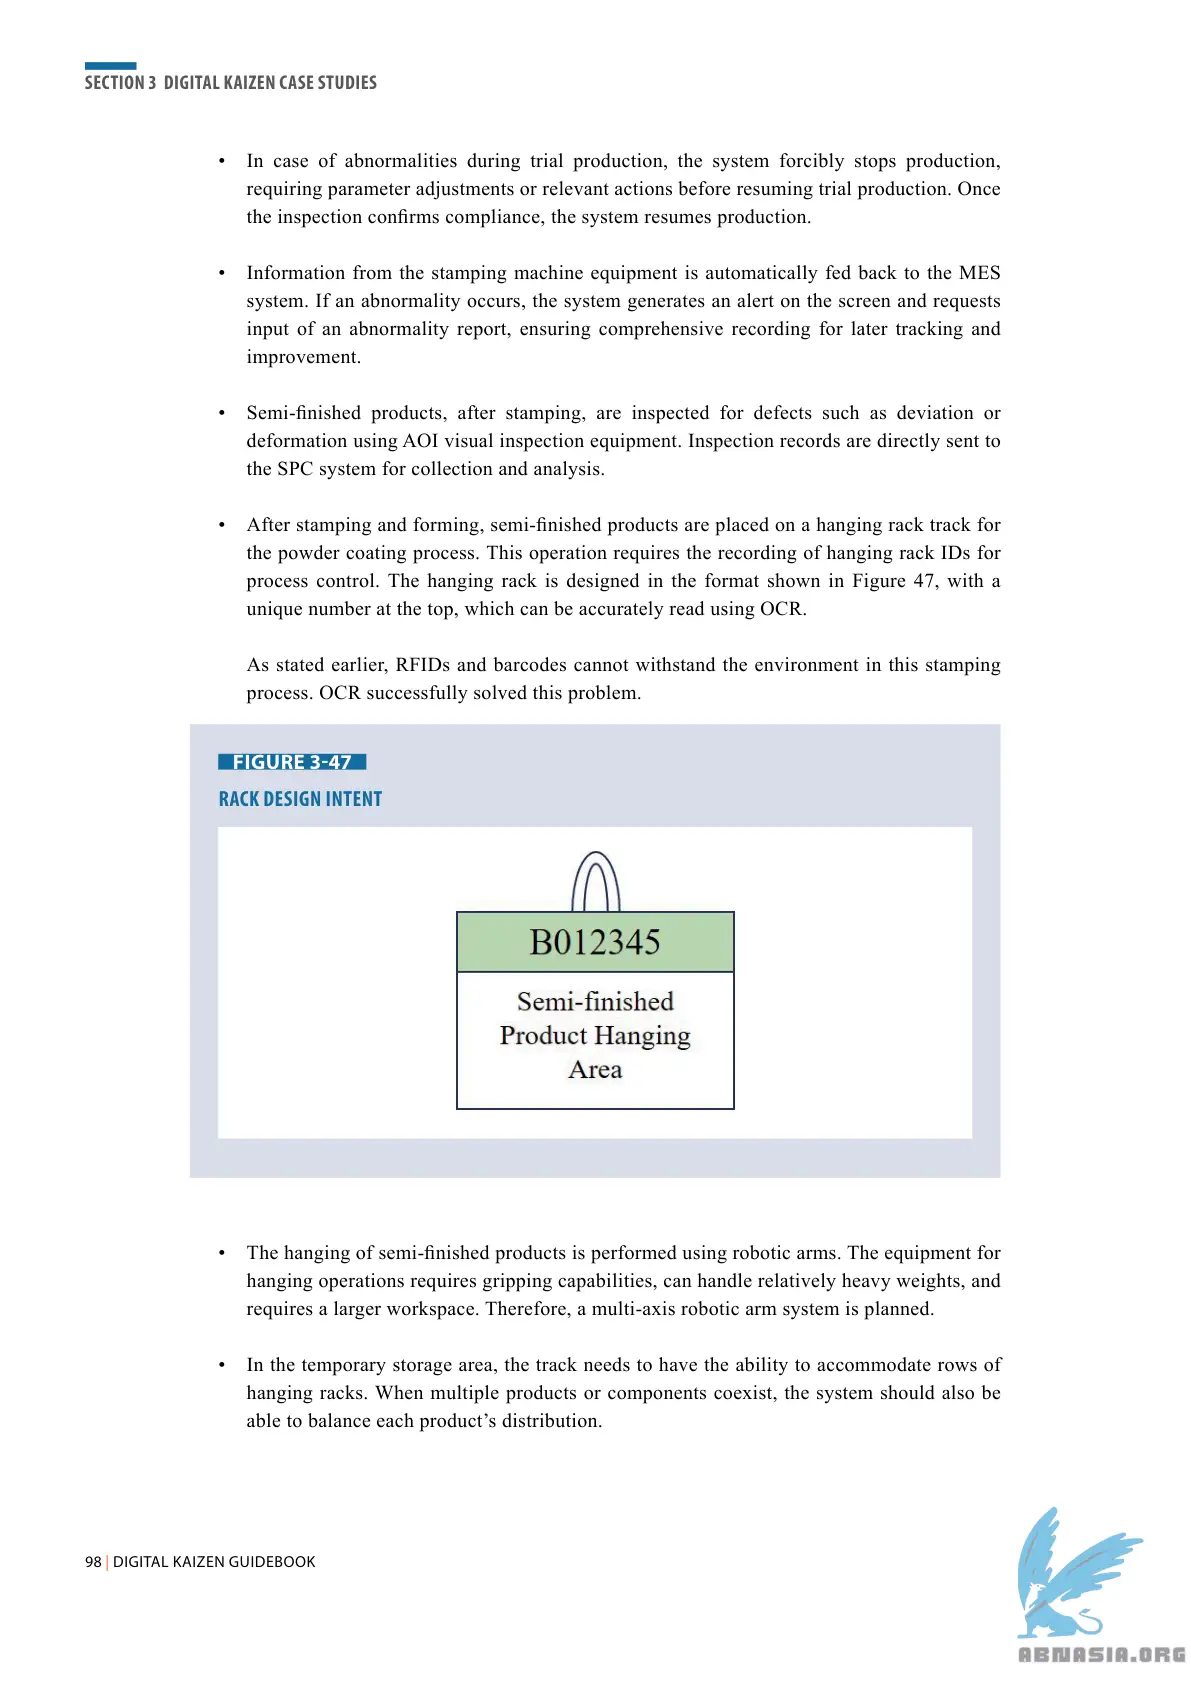 SECTION 3 DIGITAL KAIZEN CASE STUDIES
• In case of abnormalities during trial production, the system forcibly stops production,
requiring parameter adjustments or relevant actions before resuming trial production. Once
the inspection confirms compliance, the system resumes production.
• Information from the stamping machine equipment is automatically fed back to the MES
system. If an abnormality occurs, the system generates an alert on the screen and requests
input of an abnormality report, ensuring comprehensive recording for later tracking and
improvement.
• Semi-finished products, after stamping, are inspected for defects such as deviation or
deformation using AOI visual inspection equipment. Inspection records are directly sent to
the SPC system for collection and analysis.
• After stamping and forming, semi-finished products are placed on a hanging rack track for
the powder coating process. This operation requires the recording of hanging rack IDs for
process control. The hanging rack is designed in the format shown in Figure 47, with a
unique number at the top, which can be accurately read using OCR.
As stated earlier, RFIDs and barcodes cannot withstand the environment in this stamping
process. OCR successfully solved this problem.
FIGURE 3-47
RACK DESIGN INTENT
B012345
Semi-finished
Product Hanging
Area
• The hanging of semi-finished products is performed using robotic arms. The equipment for
hanging operations requires gripping capabilities, can handle relatively heavy weights, and
requires a larger workspace. Therefore, a multi-axis robotic arm system is planned.
• In the temporary storage area, the track needs to have the ability to accommodate rows of
hanging racks. When multiple products or components coexist, the system should also be
able to balance each product’s distribution.
98 | DIGITAL KAIZEN GUIDEBOOK
ABNASIA.ORG